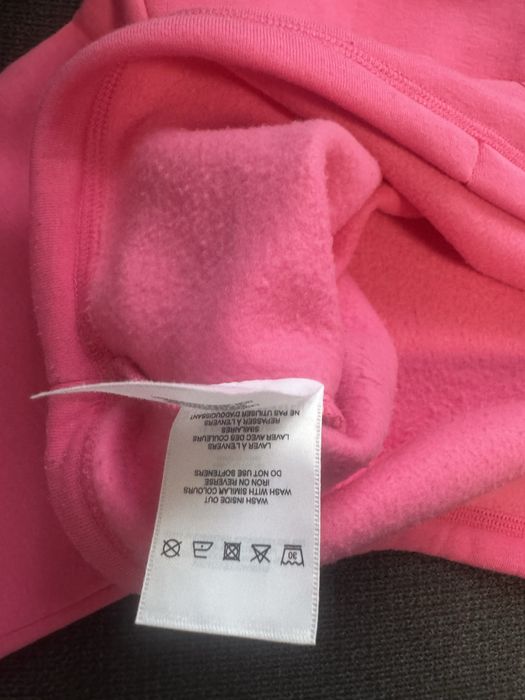 30
WASH INSIDE OUT
WASH WITH SIMILAR COLOURS
IRON ON REVERSE
DO NOT USE SOFTENERS
LAVER À L'ENVERS
LAVER AVEC DES COULEURS
SIMILAIRES
REPASSER À L'ENVERS
NE PAS UTILISER D'ADOUCISSANT